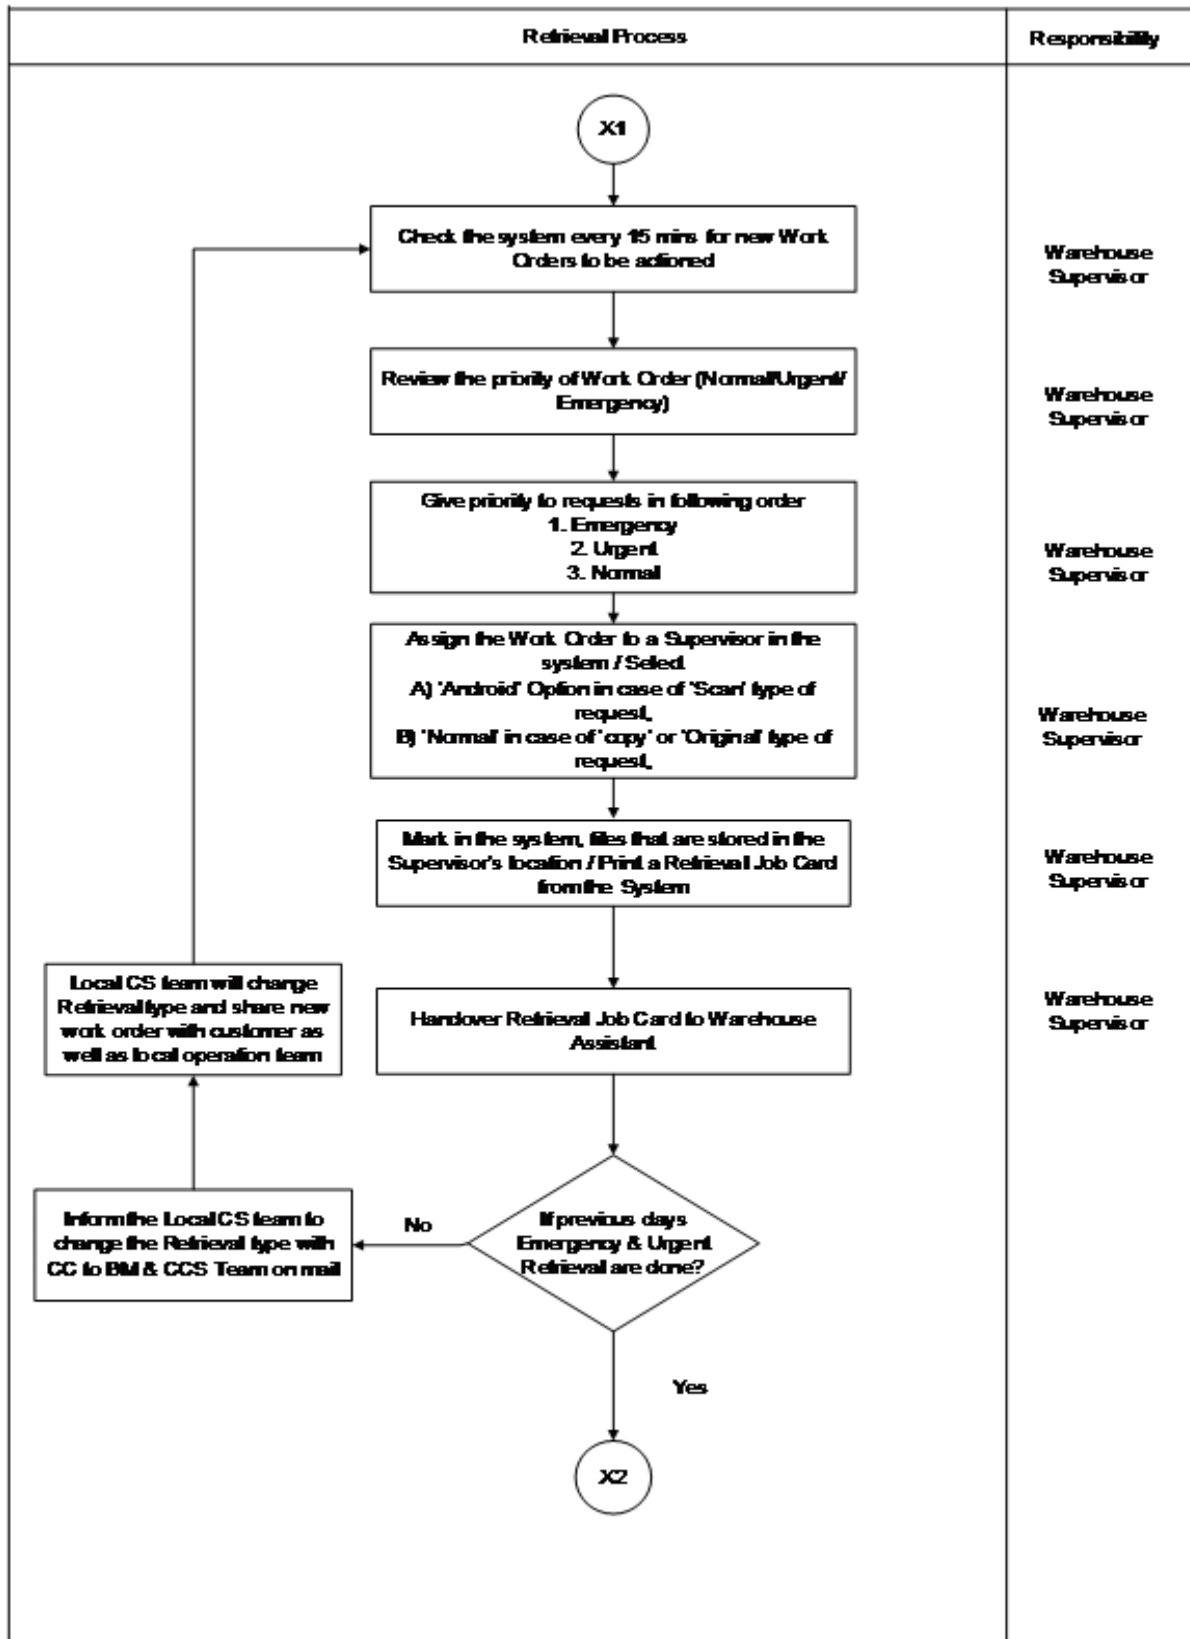 Retrieval Process
Responsibility
X1
Check the system every 15 mins for new Work
Orders to be actioned
Warehouse
Supervisor
Review the priority of Work Order (Normal/Urgent/
Emergency)
Warehouse
Supervisor
Give priority to requests in following order
1. Emergency
2. Urgent
3. Normal
Warehouse
Supervisor
Assign the Work Order to a Supervisor in the
system / Select
A) 'Android' Option in case of 'Scan' type of
request.
B) 'Normal' in case of 'copy' or 'Original' type of
request.
Warehouse
Supervisor
Mark in the system, files that are stored in the
Supervisor's location / Print a Retrieval Job Card
from the System
Warehouse
Supervisor
Local CS team will change
Retrieval type and share new
work order with customer as
well as local operation team
Handover Retrieval Job Card to Warehouse
Assistant
Warehouse
Supervisor
Inform the Local CS team to
change the Retrieval type with
CC to BM & CCS Team on mail
No
If previous days
Emergency & Urgent
Retrieval are done?
Yes
X2